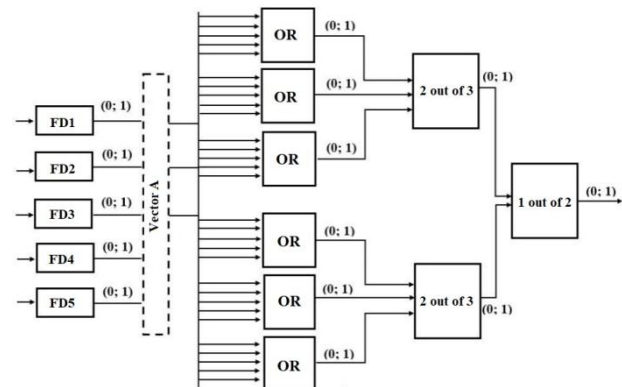 FD1
(0; 1)
FD2
(0; 1)
FD3
(0; 1)
FD4
(0; 1)
FD5
(0; 1)
Vector A
OR
(0; 1)
OR
(0; 1)
OR
(0; 1)
2 out of 3
(0; 1)
OR
(0; 1)
OR
(0; 1)
OR
(0; 1)
2 out of 3
(0; 1)
1 out of 2
(0; 1)